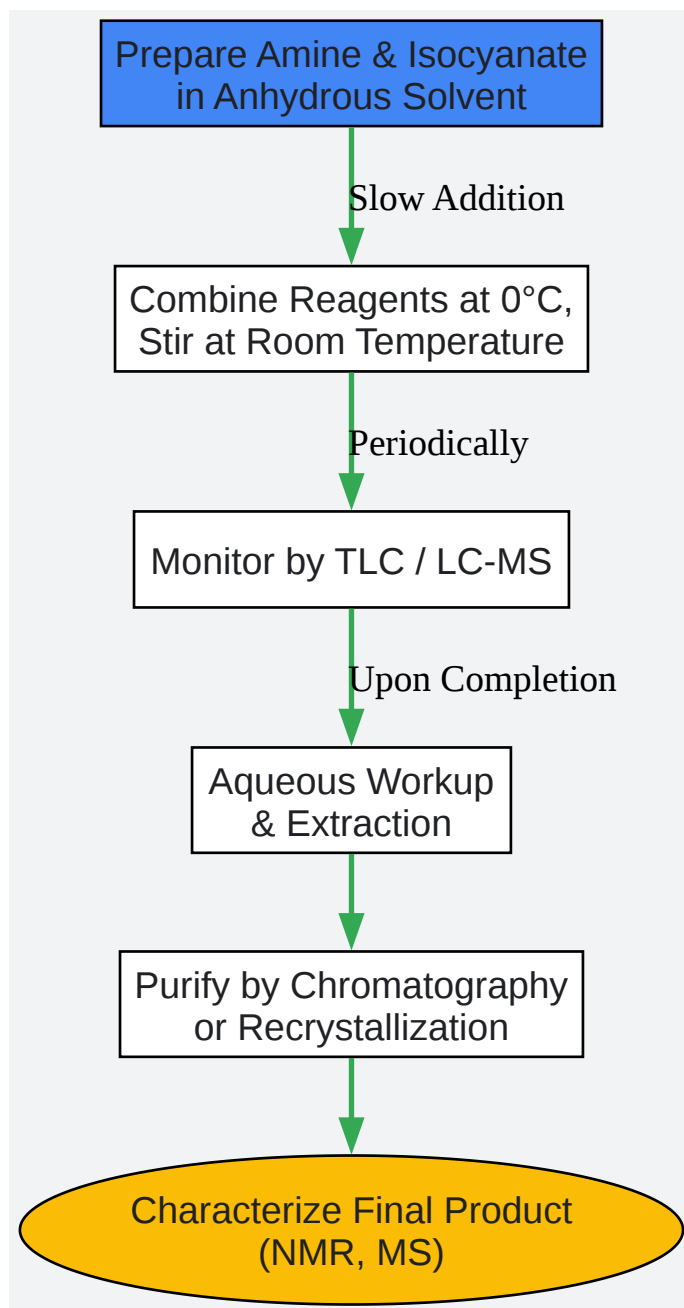 Prepare Amine & Isocyanate
in Anhydrous Solvent
Slow Addition
Combine Reagents at 0°C,
Stir at Room Temperature
Periodically
Monitor by TLC / LC-MS
Upon Completion
Aqueous Workup
& Extraction
Purify by Chromatography
or Recrystallization
Characterize Final Product
(NMR, MS)